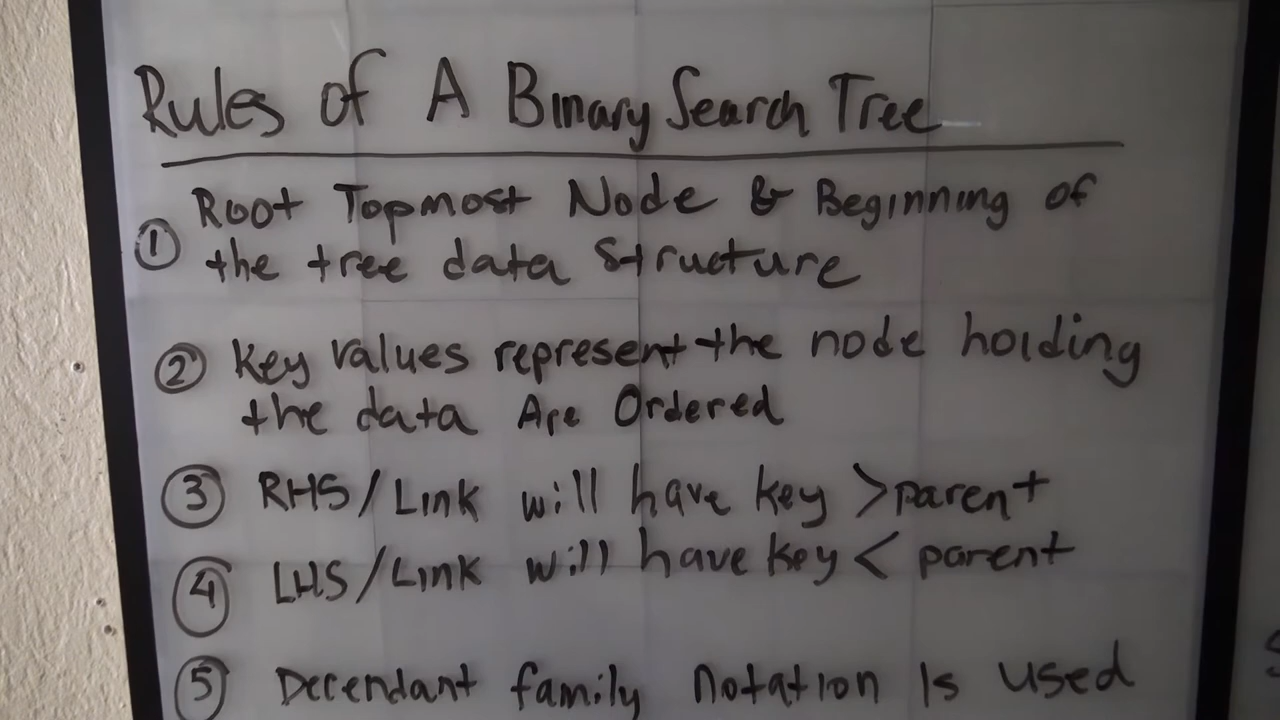 Rules of A Binary Search Tree
① Root Topmost Node & Beginning of
the tree data structure
② Key values represent the node holding
the data Are Ordered
③ RHS/Link will have key >parent
④ LHS/Link will have key < parent
⑤ Decendant family notation is used